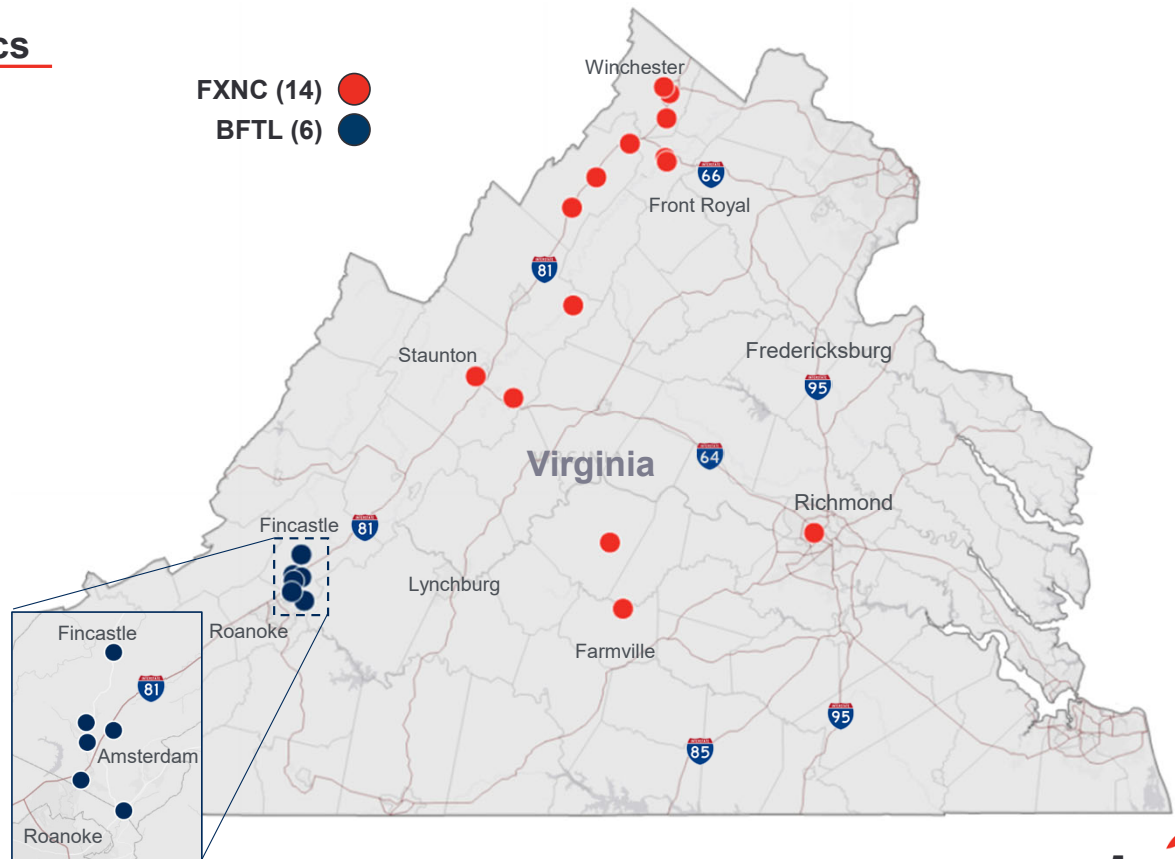 cs
FXNC (14)
BFTL (6)
Winchester
66
Front Royal
81
Staunton
Fredericksburg
95
Virginia
64
Richmond
Fincastle
81
Lynchburg
Roanoke
Farmville
95
85
Fincastle
81
Amsterdam
Roanoke